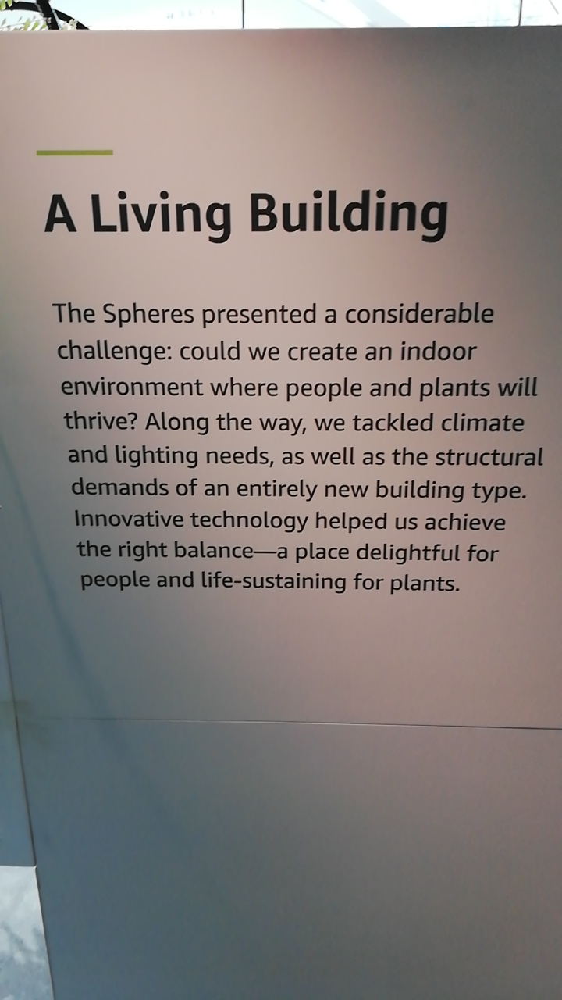 A Living Building
The Spheres presented a considerable
challenge: could we create an indoor
environment where people and plants will
thrive? Along the way, we tackled climate
and lighting needs, as well as the structural
demands of an entirely new building type.
Innovative technology helped us achieve
the right balance—a place delightful for
people and life-sustaining for plants.